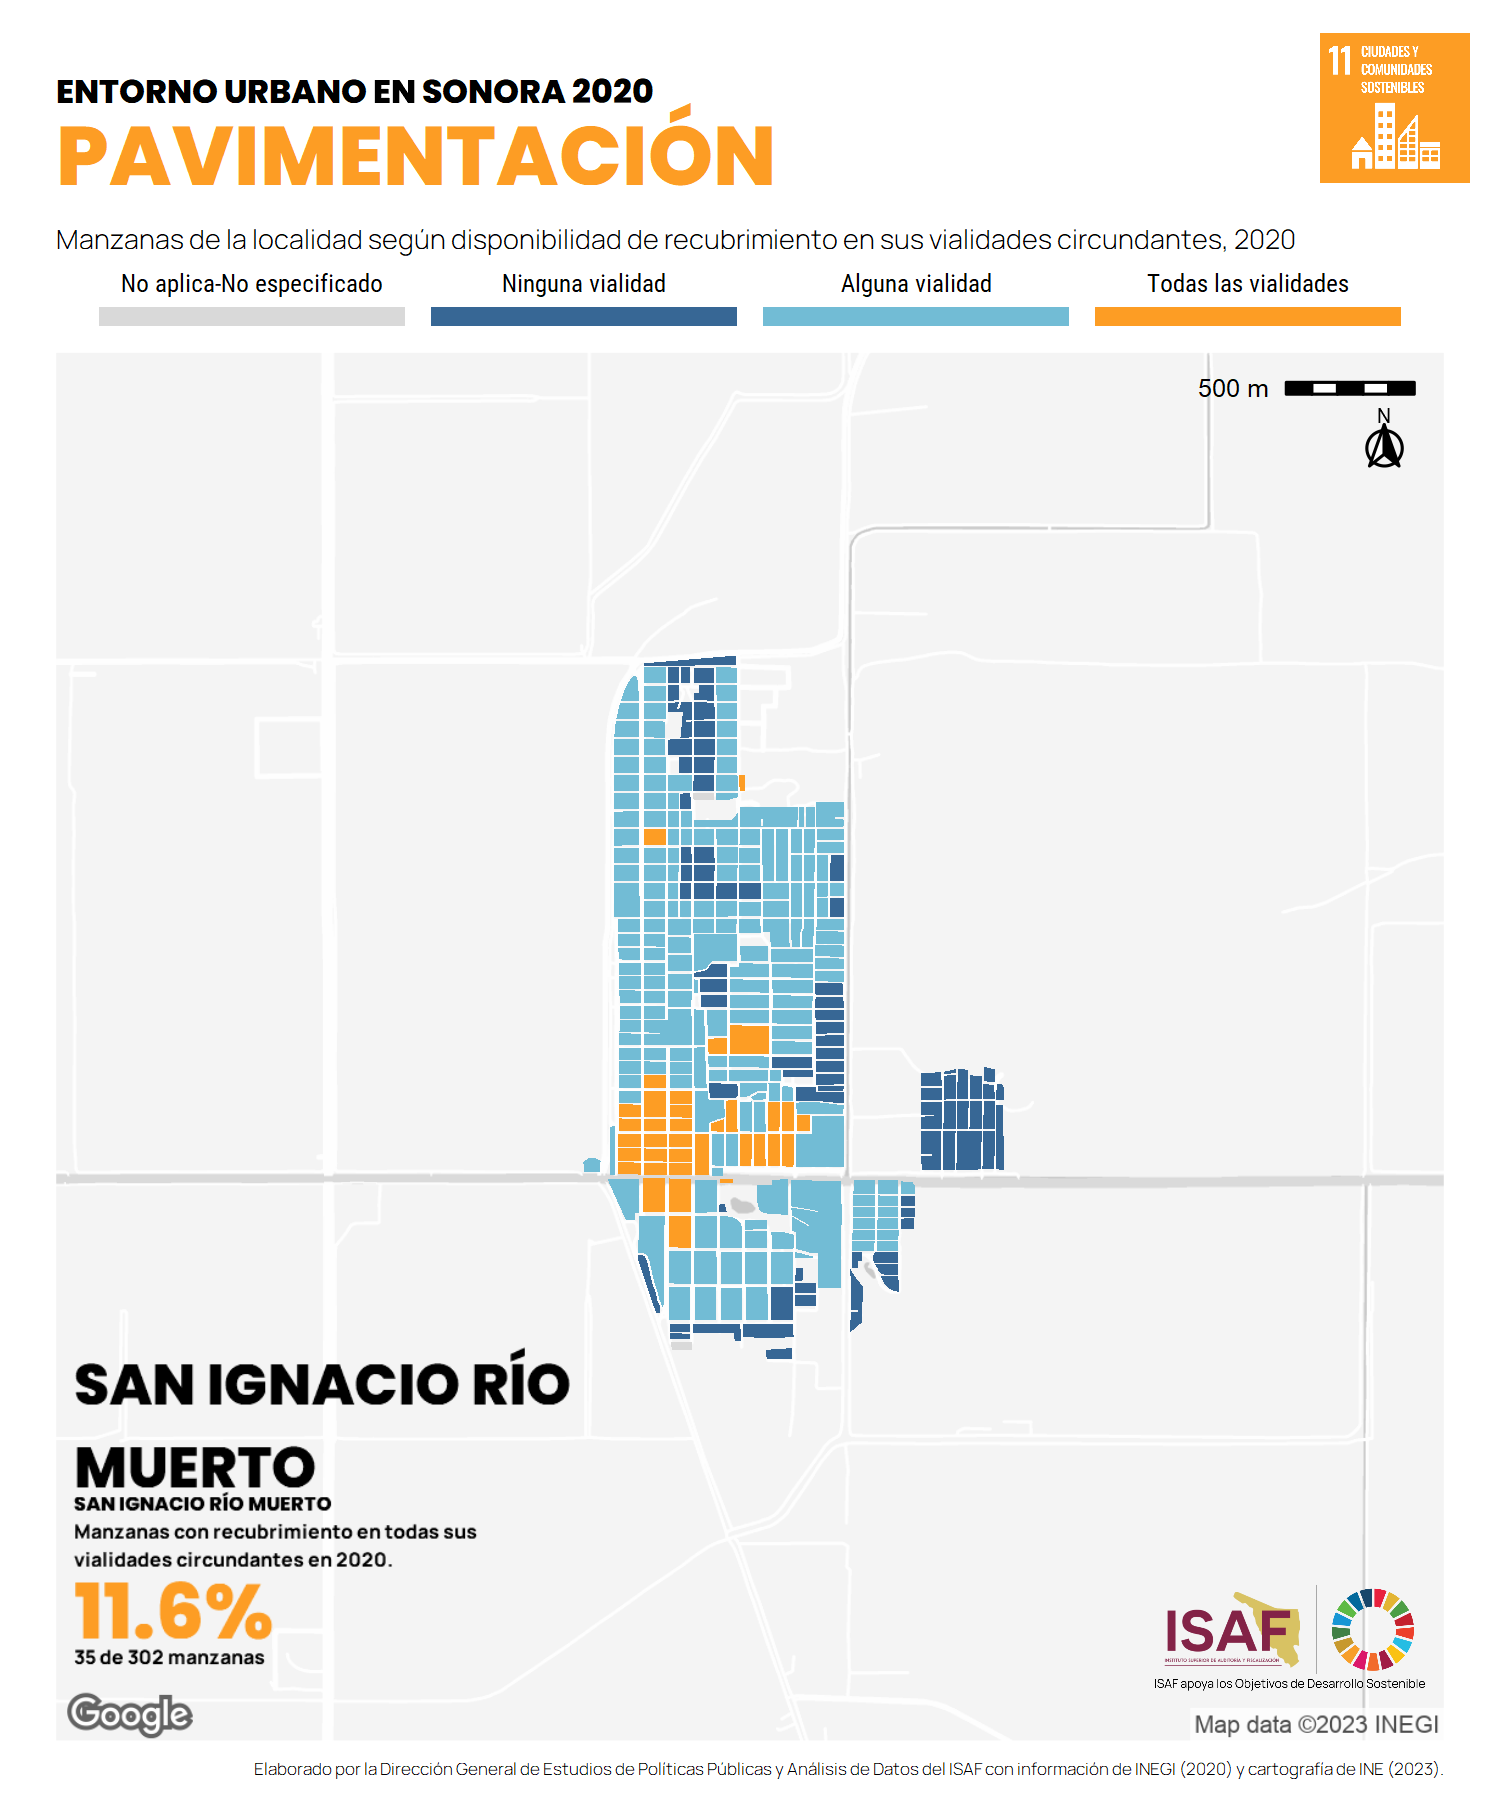 ENTORNO URBANO EN SONORA 2020
PAVIMENTACIÓN
11 CIUDADES Y
COMUNIDADES
SOSTENIBLES
Manzanas de la localidad según disponibilidad de recubrimiento en sus vialidades circundantes, 2020
No aplica-No especificado
Ninguna vialidad
Alguna vialidad
Todas las vialidades
500 m
N
SAN IGNACIO RÍO
MUERTO
SAN IGNACIO RÍO MUERTO
Manzanas con recubrimiento en todas sus
vialidades circundantes en 2020.
11.6%
35 de 302 manzanas
Google
ISAF
INSTITUTO SUPERIOR DE AUDITORÍA Y FISCALIZACIÓN
ISAF apoya los Objetivos de Desarrollo Sostenible
Map data ©2023 INEGI
Elaborado por la Dirección General de Estudios de Políticas Públicas y Análisis de Datos del ISAF con información de INEGI (2020) y cartografía de INE (2023).